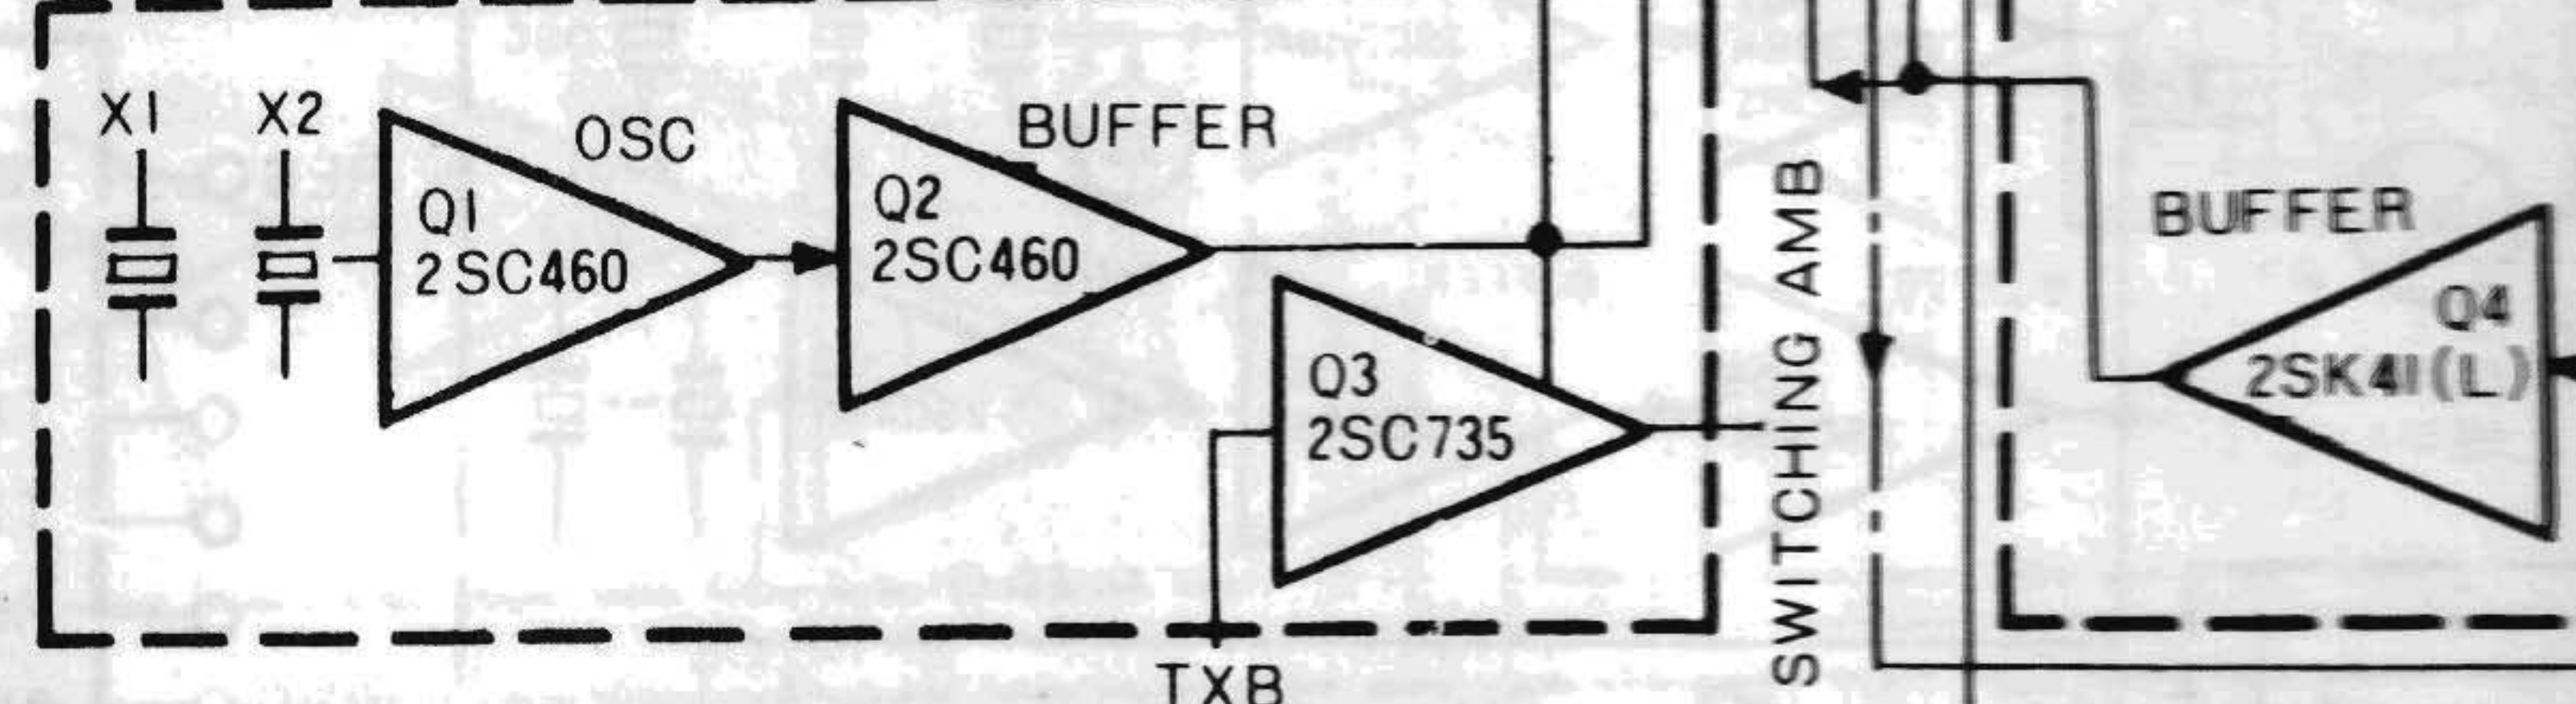 X1 X2
OSC
Q1
2SC460
BUFFER
Q2
2SC460
Q3
2SC735
TXB
SWITCHING AMB
BUFFER
Q4
2SK41(L)